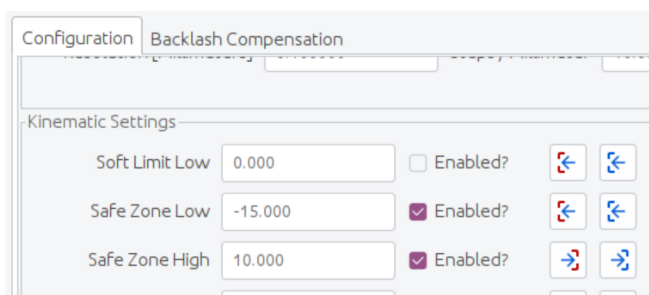 Configuration Backlash Compensation
Kinematic Settings
Soft Limit Low 0.000 Enabled?
Safe Zone Low -15.000 Enabled?
Safe Zone High 10.000 Enabled?